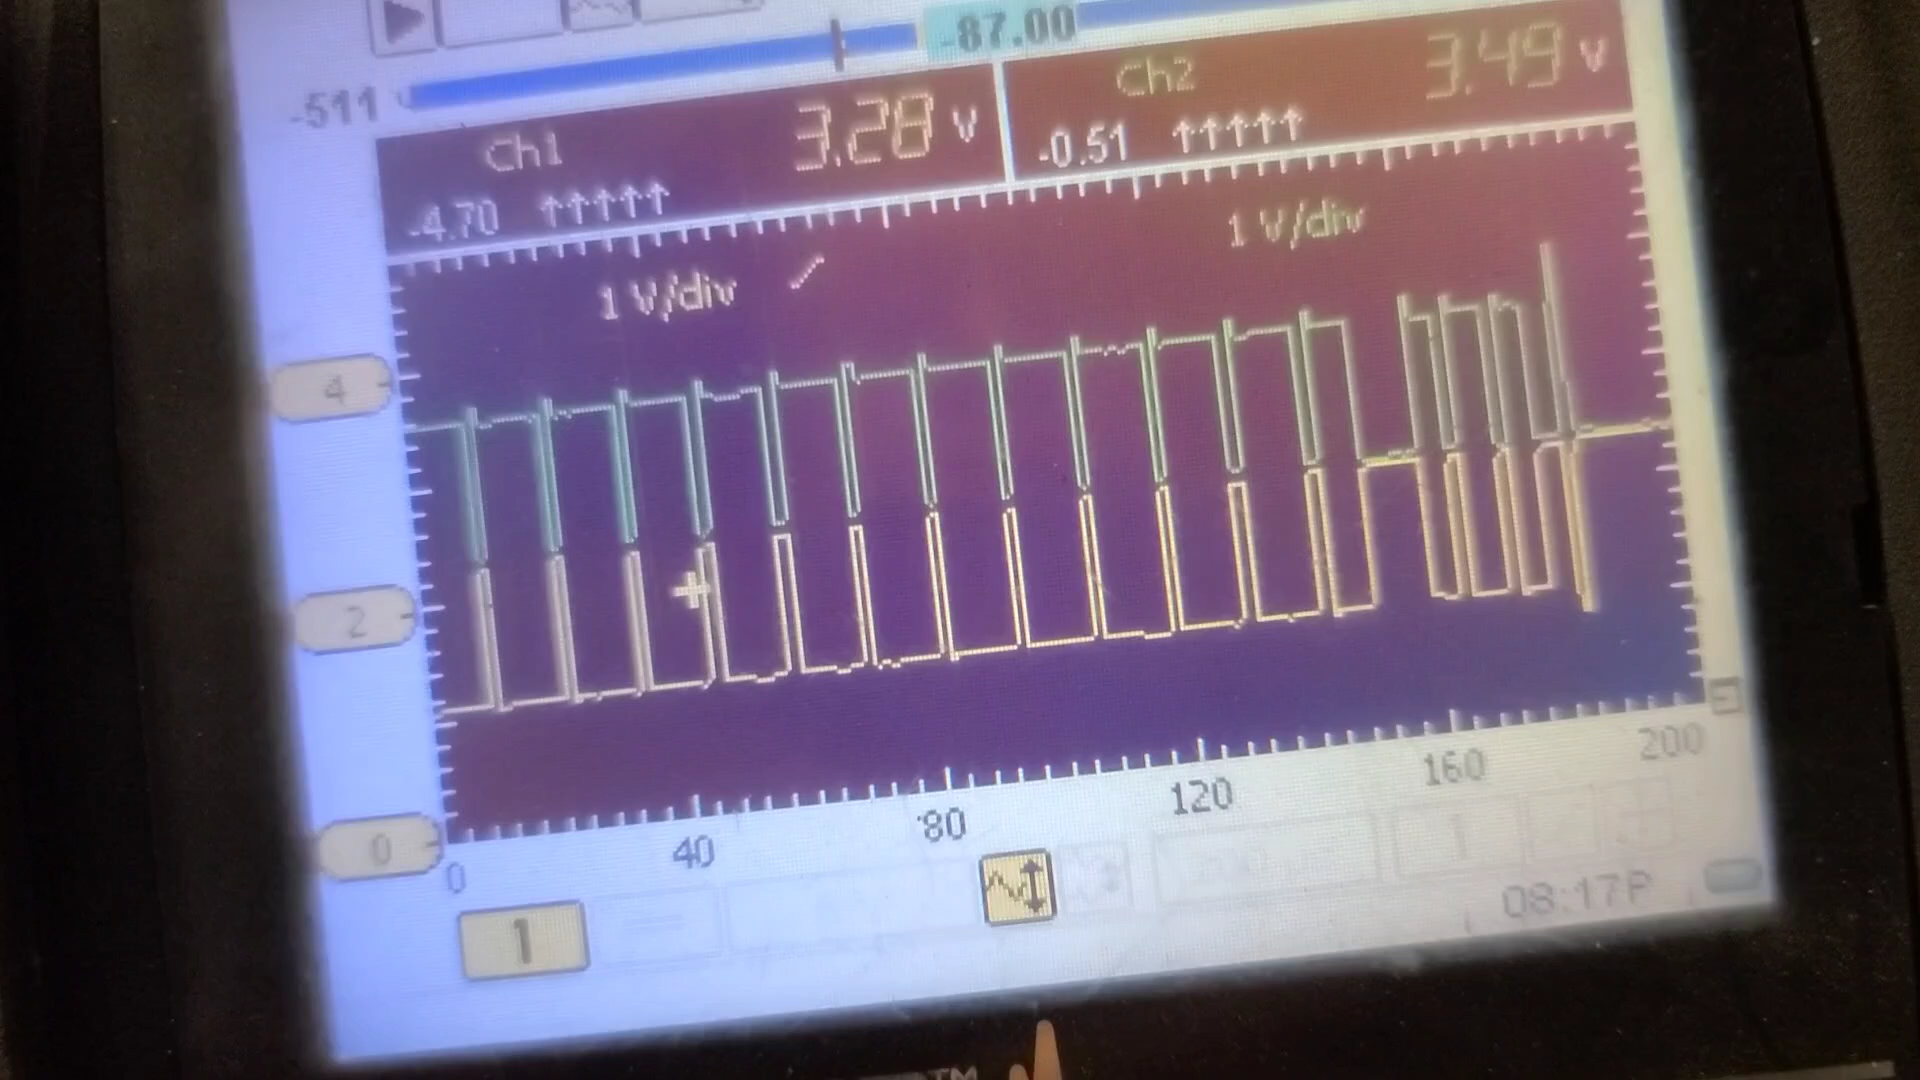 -87.00
-511
Ch1 3.28 V
-4.70 ↑↑↑↑↑
Ch2 3.49 V
-0.51 ↑↑↑↑↑
1 V/div
1 V/div
4
2
0
0 40 80 120 160 200
1
08:17P
TM